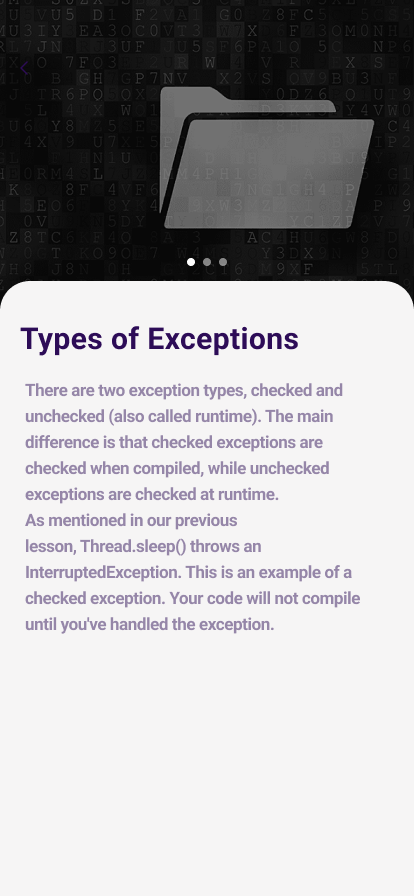 Types of Exceptions
There are two exception types, checked and
unchecked (also called runtime). The main
difference is that checked exceptions are
checked when compiled, while unchecked
exceptions are checked at runtime.
As mentioned in our previous
lesson, Thread.sleep() throws an
InterruptedException. This is an example of a
checked exception. Your code will not compile
until you've handled the exception.